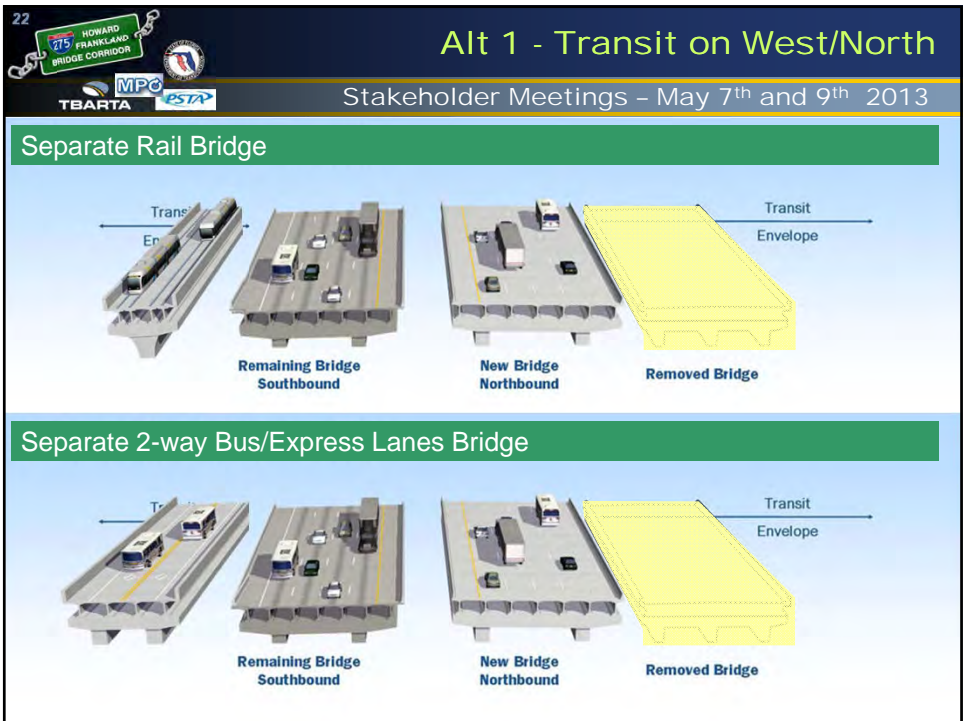 22
HOWARD
275 FRANKLAND
BRIDGE CORRIDOR
TBARTA
MPO
PSTA
Alt 1 - Transit on West/North
Stakeholder Meetings – May 7th and 9th 2013
Separate Rail Bridge
Transit
Envelope
Remaining Bridge
Southbound
New Bridge
Northbound
Removed Bridge
Separate 2-way Bus/Express Lanes Bridge
Transit
Envelope
Remaining Bridge
Southbound
New Bridge
Northbound
Removed Bridge